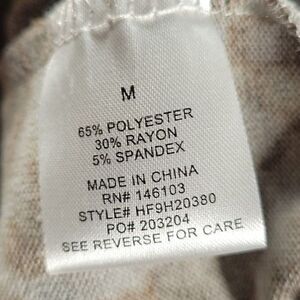 M
65% POLYESTER
30% RAYON
5% SPANDEX
MADE IN CHINA
RN# 146103
STYLE# HF9H20380
PO# 203204
SEE REVERSE FOR CARE